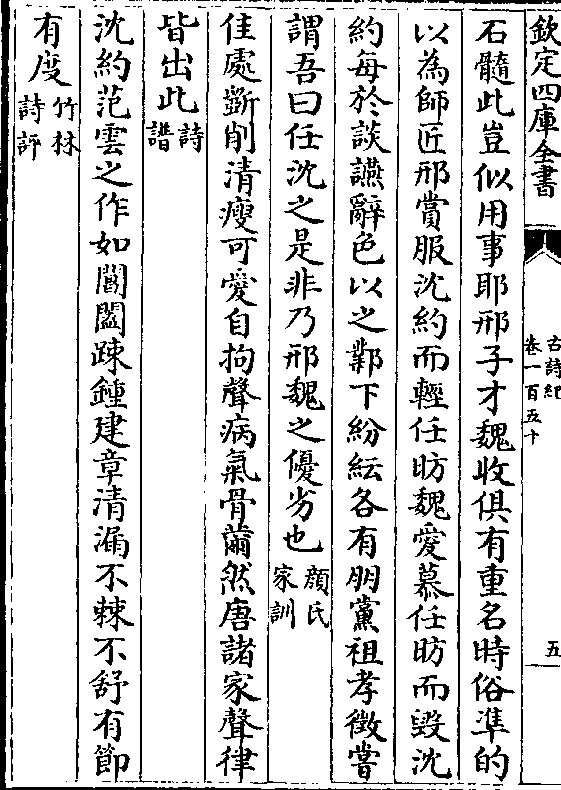 欽定四庫全書
古詩紀
卷一百五十
五
石髓此豈似用事耶邢子才魏收俱有重名時俗準的
以為師匠邢賞服沈約而輕任昉魏愛慕任昉而毀沈
約每於談讌辭色以之鄴下紛紜各有朋黨祖孝徵嘗
謂吾曰任沈之是非乃邢魏之優劣也顔氏家訓
佳處斵削清瘦可愛自拘聲病氣骨薾然唐諸家聲律
皆出此詩譜
沈約范雲之作如閶闔踈鍾建章清漏不棘不舒有節
有度竹林詩評